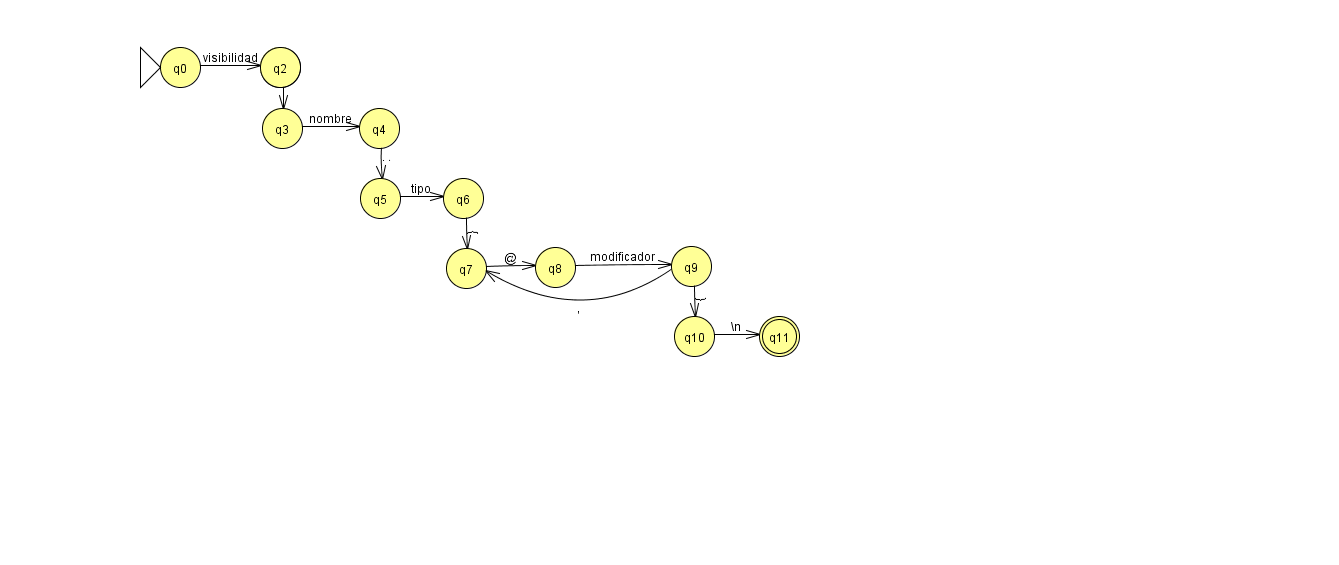 visibilidad
q0
q2
nombre
q3
q4
:
tipo
q5
q6
{
@
modificador
q7
q8
q9
,
}
\n
q10
q11